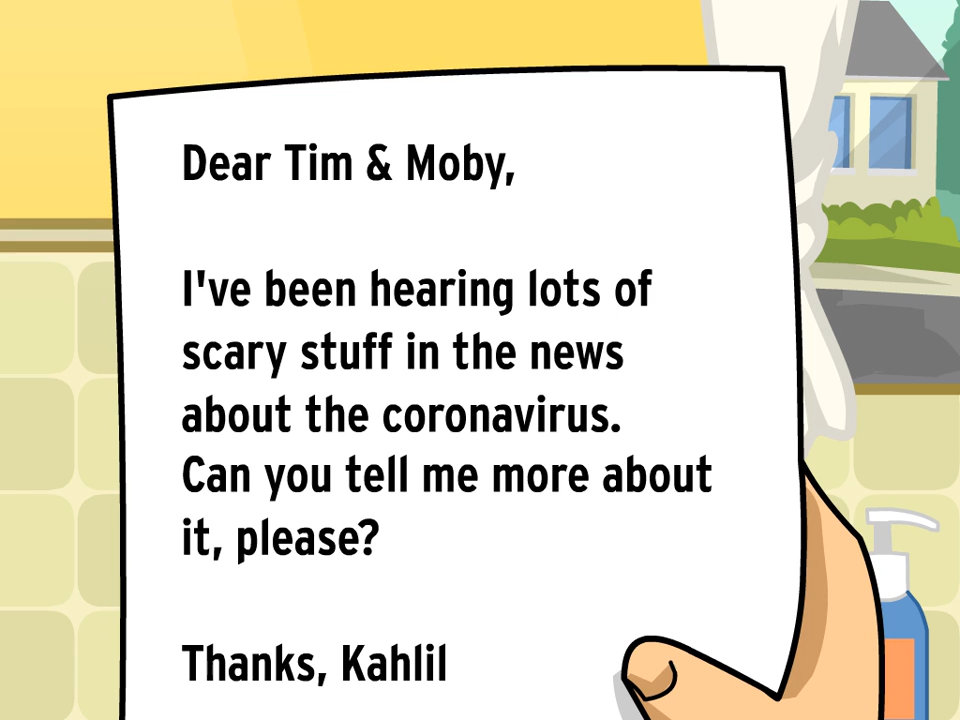 Dear Tim & Moby,
I've been hearing lots of
scary stuff in the news
about the coronavirus.
Can you tell me more about
it, please?
Thanks, Kahlil